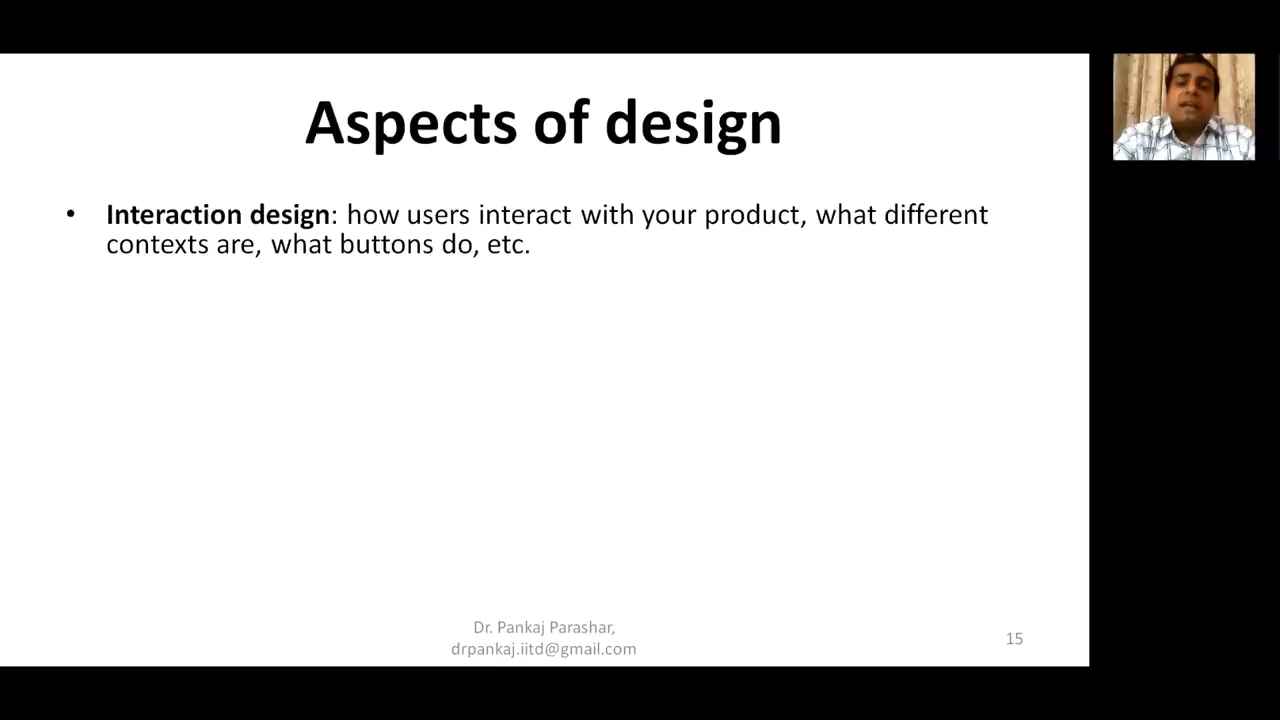 Aspects of design
• Interaction design: how users interact with your product, what different
contexts are, what buttons do, etc.
Dr. Pankaj Parashar,
drpankaj.iitd@gmail.com
15